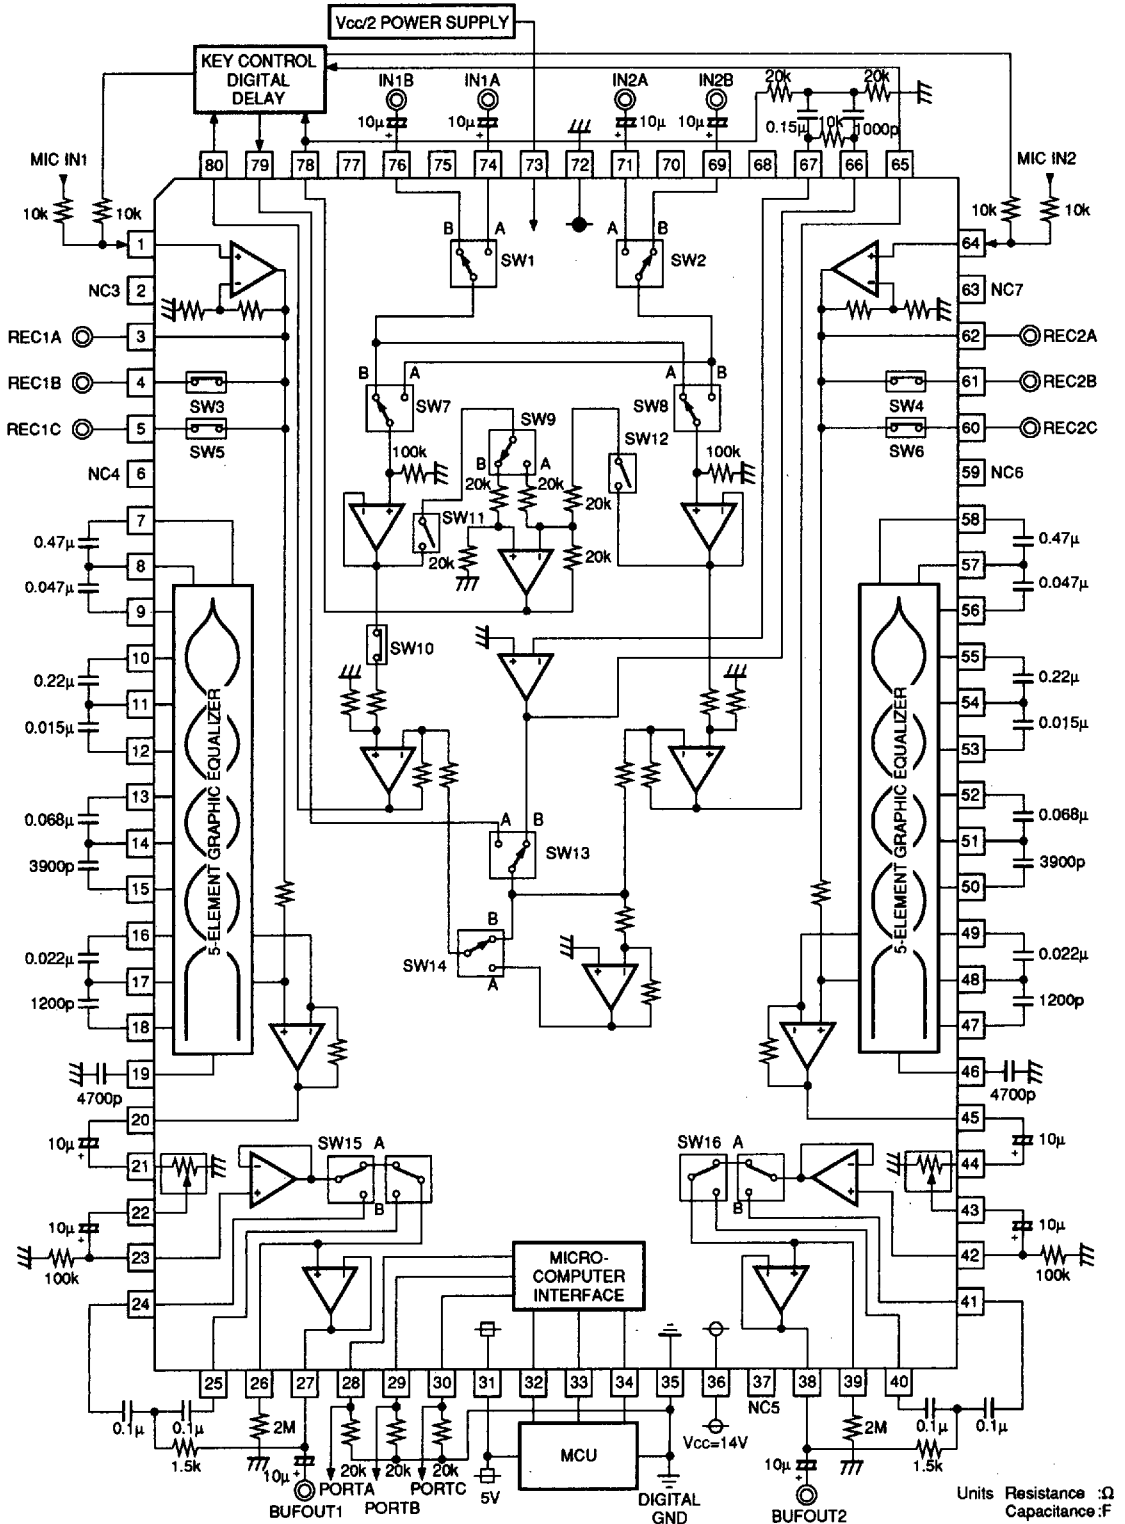 Vcc/2 POWER SUPPLY
KEY CONTROL
DIGITAL
DELAY
IN1B
IN1A
IN2A
IN2B
20k
20k
10μ
+
10μ
+
10μ
+
10μ
+
0.15μ
10k
1000p
MIC IN1
80
79
78
77
76
75
74
73
72
71
70
69
68
67
66
65
MIC IN2
10k
10k
10k
10k
B
A
A
B
1
64
SW1
SW2
NC3
2
63
NC7
REC1A
3
62
REC2A
REC1B
4
61
REC2B
SW3
SW4
B
A
A
B
SW7
SW8
REC1C
5
60
REC2C
SW5
SW6
SW9
SW12
100k
100k
NC4
6
59
NC6
B
A
20k
20k
20k
7
58
0.47μ
0.47μ
SW11
8
57
20k
20k
0.047μ
0.047μ
9
56
10
55
SW10
0.22μ
0.22μ
11
54
0.015μ
0.015μ
12
53
5-ELEMENT GRAPHIC EQUALIZER
5-ELEMENT GRAPHIC EQUALIZER
13
52
0.068μ
0.068μ
A
B
14
51
SW13
3900p
3900p
15
50
B
16
49
0.022μ
0.022μ
SW14
A
17
48
1200p
1200p
18
47
19
46
4700p
4700p
20
45
10μ
+
10μ
+
SW15
A
SW16
A
21
44
B
B
22
43
10μ
+
10μ
+
23
42
100k
100k
MICRO-
COMPUTER
INTERFACE
24
41
25
26
27
28
29
30
31
32
33
34
35
36
37
38
39
40
NC5
0.1μ
0.1μ
2M
Vcc=14V
2M
0.1μ
0.1μ
MCU
1.5k
1.5k
10μ
+
20k
20k
20k
10μ
+
PORTA
PORTB
PORTC
5V
BUFOUT1
DIGITAL
GND
BUFOUT2
Units Resistance :Ω
Capacitance:F